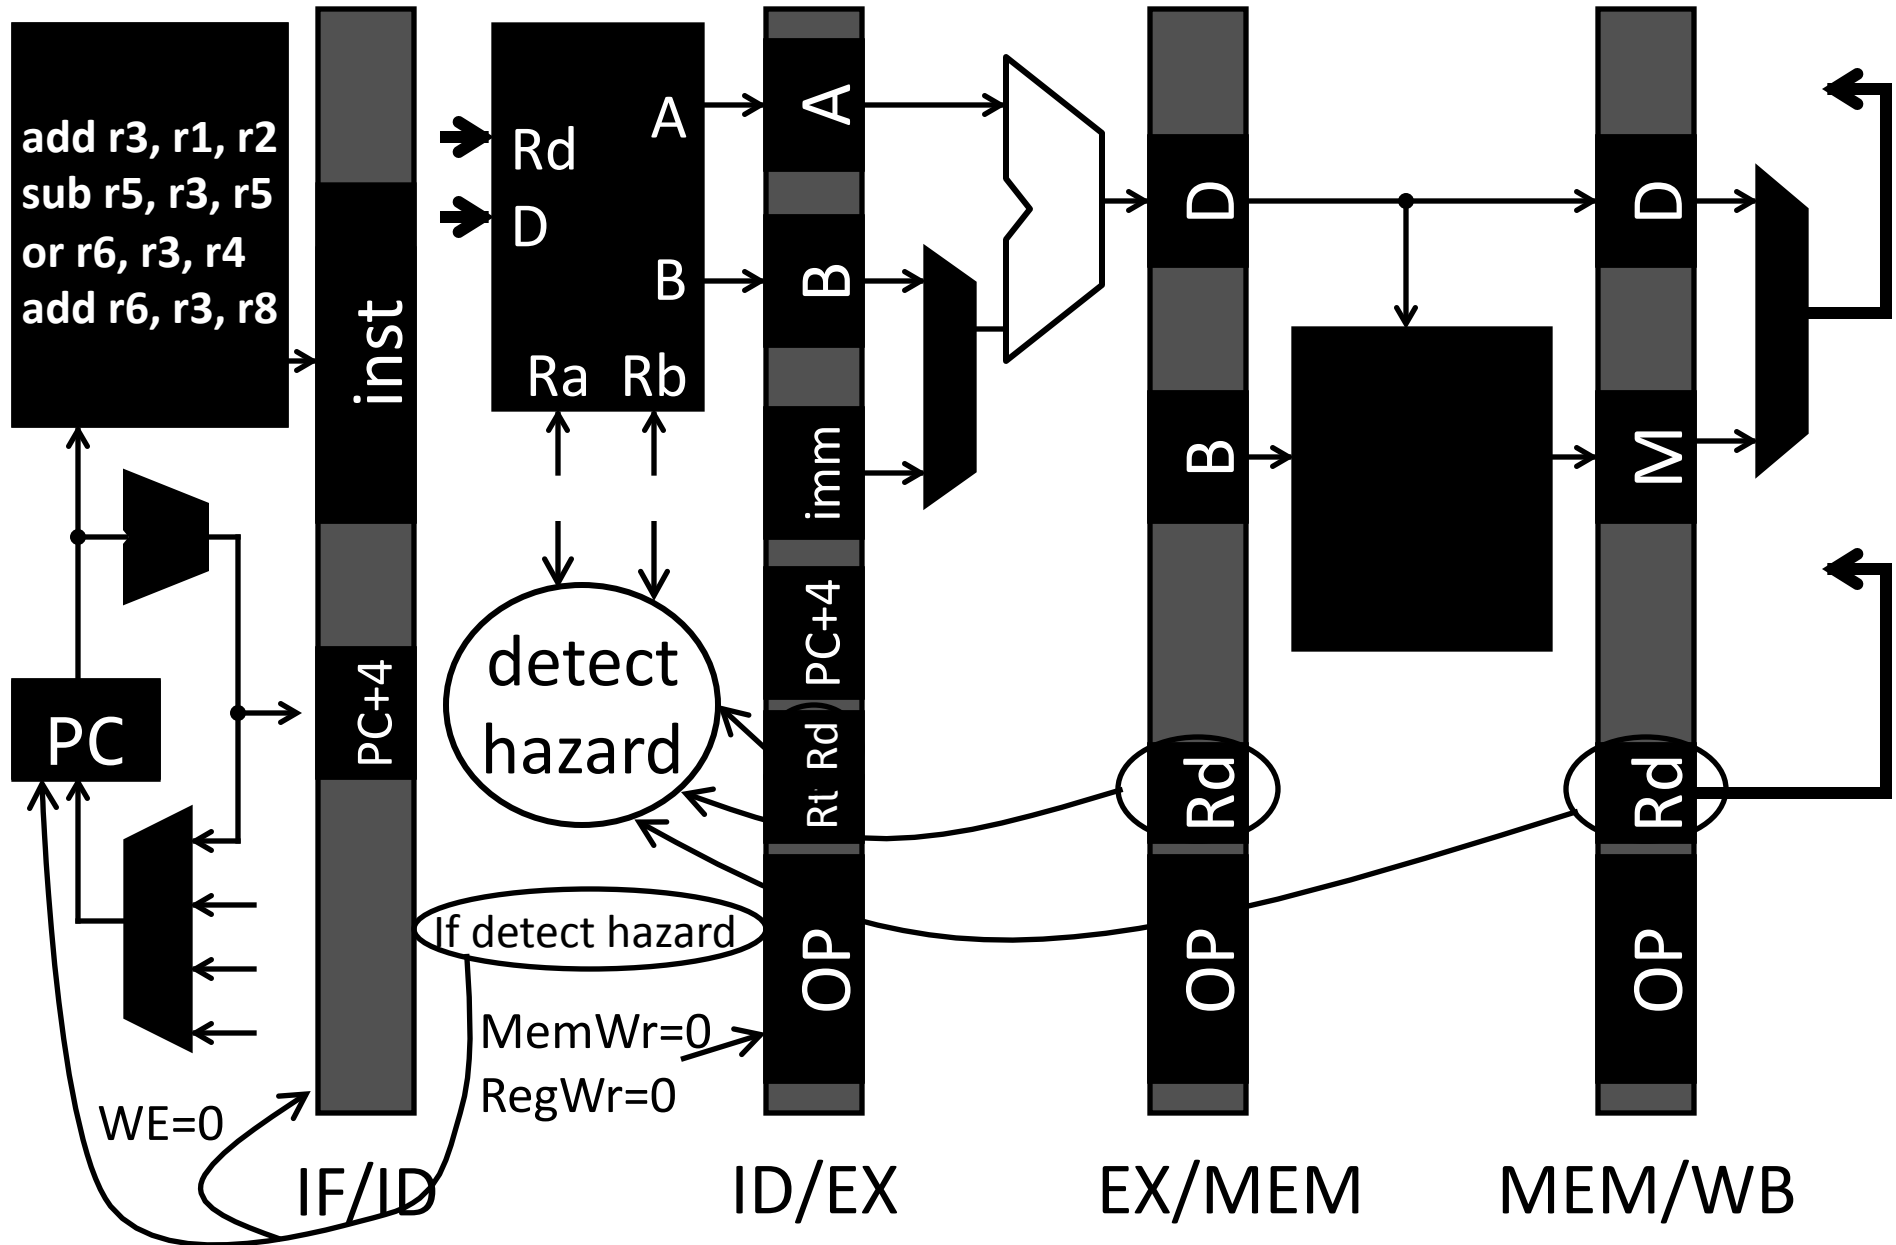 add r3, r1, r2
sub r5, r3, r5
or r6, r3, r4
add r6, r3, r8
inst
PC+4
PC
Rd
D
A
B
Ra Rb
detect
hazard
If detect hazard
MemWr=0
RegWr=0
WE=0
A
B
imm
PC+4
Rt Rd
OP
D
B
Rd
OP
D
M
Rd
OP
IF/ID
ID/EX
EX/MEM
MEM/WB